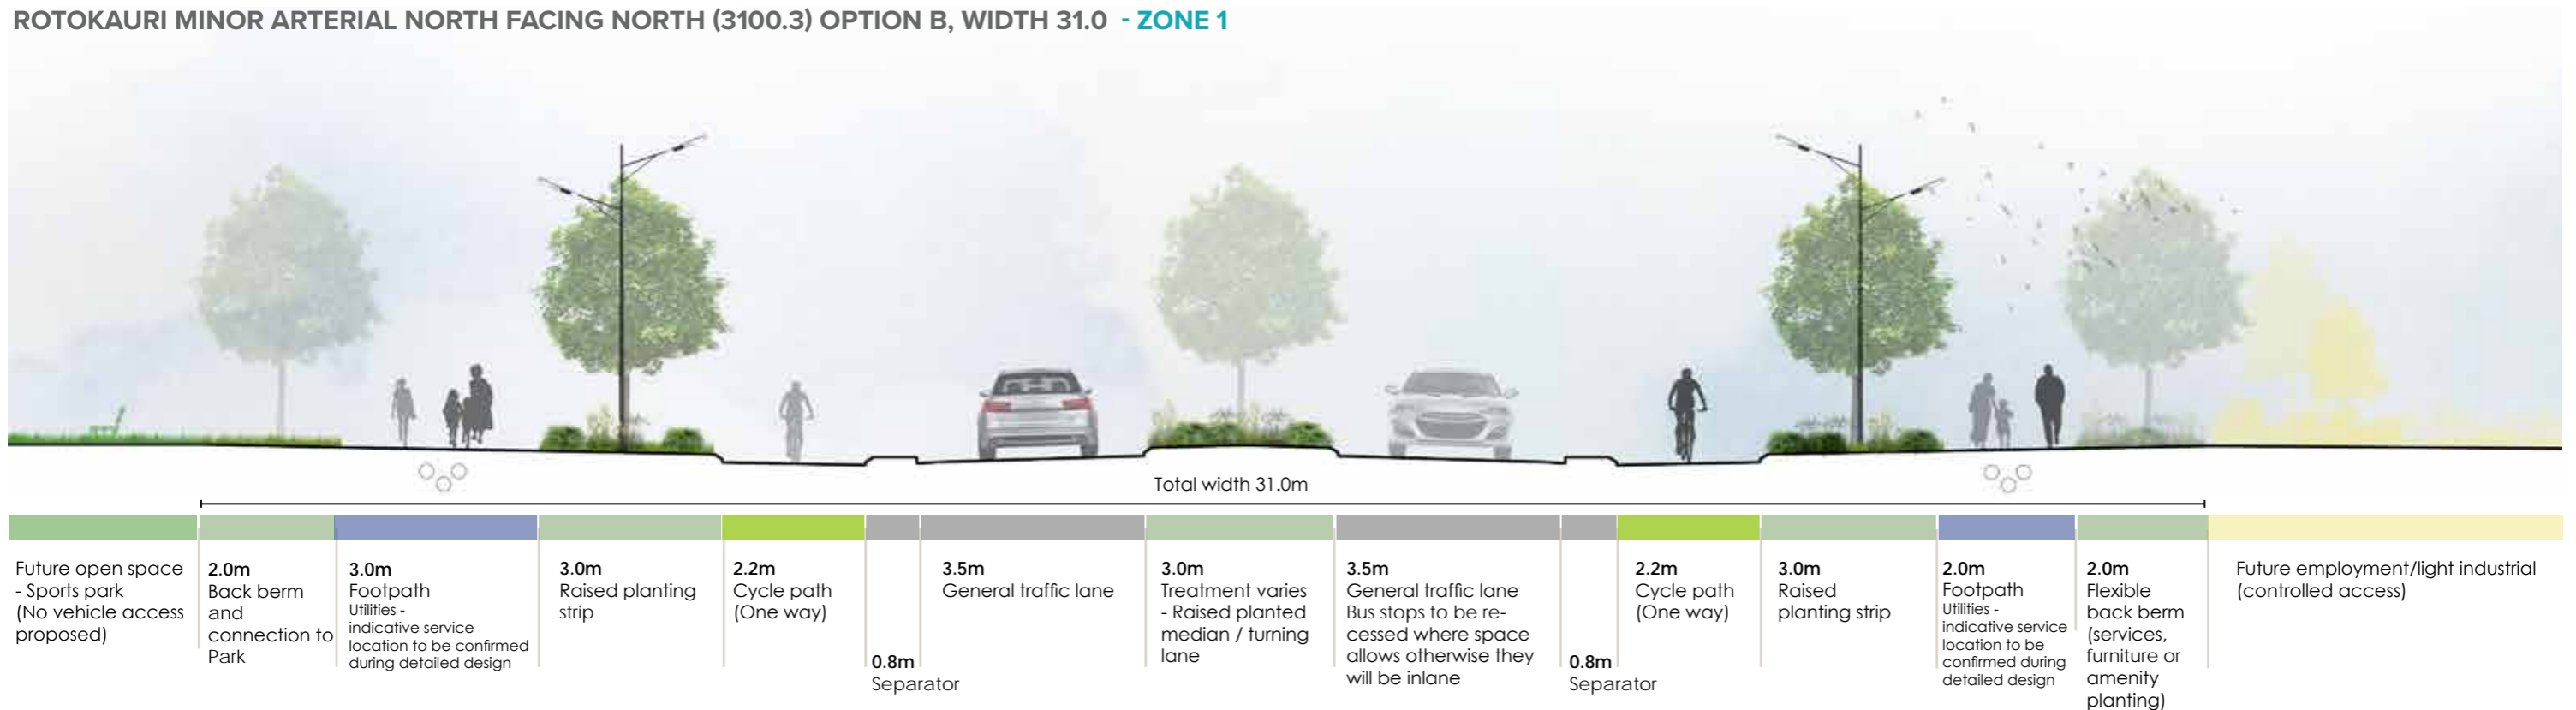 ROTOKAURI MINOR ARTERIAL NORTH FACING NORTH (3100.3) OPTION B, WIDTH 31.0 - ZONE 1
Total width 31.0m
Future open space
- Sports park
(No vehicle access
proposed)
2.0m
Back berm
and
connection to
Park
3.0m
Footpath
Utilities -
indicative service
location to be confirmed
during detailed design
3.0m
Raised planting
strip
2.2m
Cycle path
(One way)
0.8m
Separator
3.5m
General traffic lane
3.0m
Treatment varies
- Raised planted
median / turning
lane
3.5m
General traffic lane
Bus stops to be re-
cessed where space
allows otherwise they
will be inlane
0.8m
Separator
2.2m
Cycle path
(One way)
3.0m
Raised
planting strip
2.0m
Footpath
Utilities -
indicative service
location to be
confirmed during
detailed design
2.0m
Flexible
back berm
(services,
furniture or
amenity
planting)
Future employment/light industrial
(controlled access)